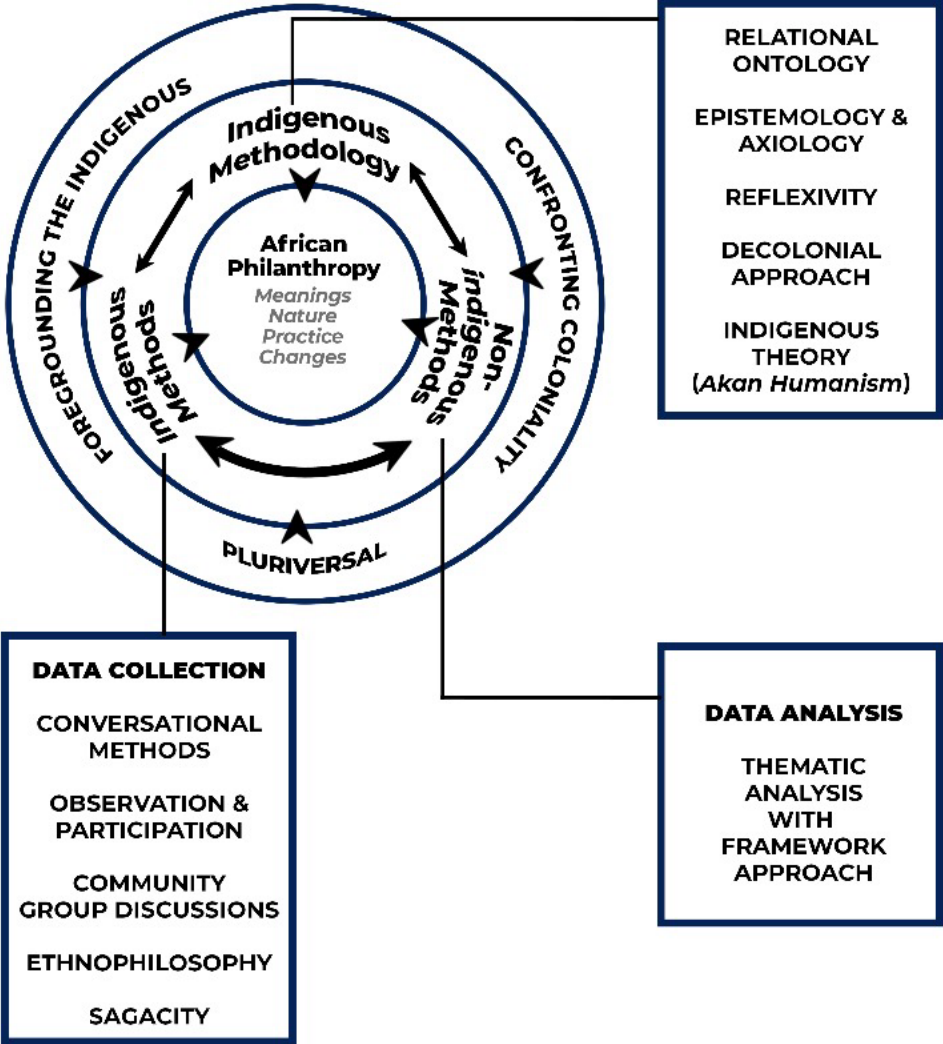 FOREGROUNDING THE INDIGENOUS
CONFRONTING COLONIALITY
PLURIVERSAL
Indigenous
Methodology
Indigenous
Methods
Non-
indigenous
Methods
African
Philanthropy
Meanings
Nature
Practice
Changes
RELATIONAL
ONTOLOGY
EPISTEMOLOGY &
AXIOLOGY
REFLEXIVITY
DECOLONIAL
APPROACH
INDIGENOUS
THEORY
(Akan Humanism)
DATA COLLECTION
CONVERSATIONAL
METHODS
OBSERVATION &
PARTICIPATION
COMMUNITY
GROUP DISCUSSIONS
ETHNOPHILOSOPHY
SAGACITY
DATA ANALYSIS
THEMATIC
ANALYSIS
WITH
FRAMEWORK
APPROACH